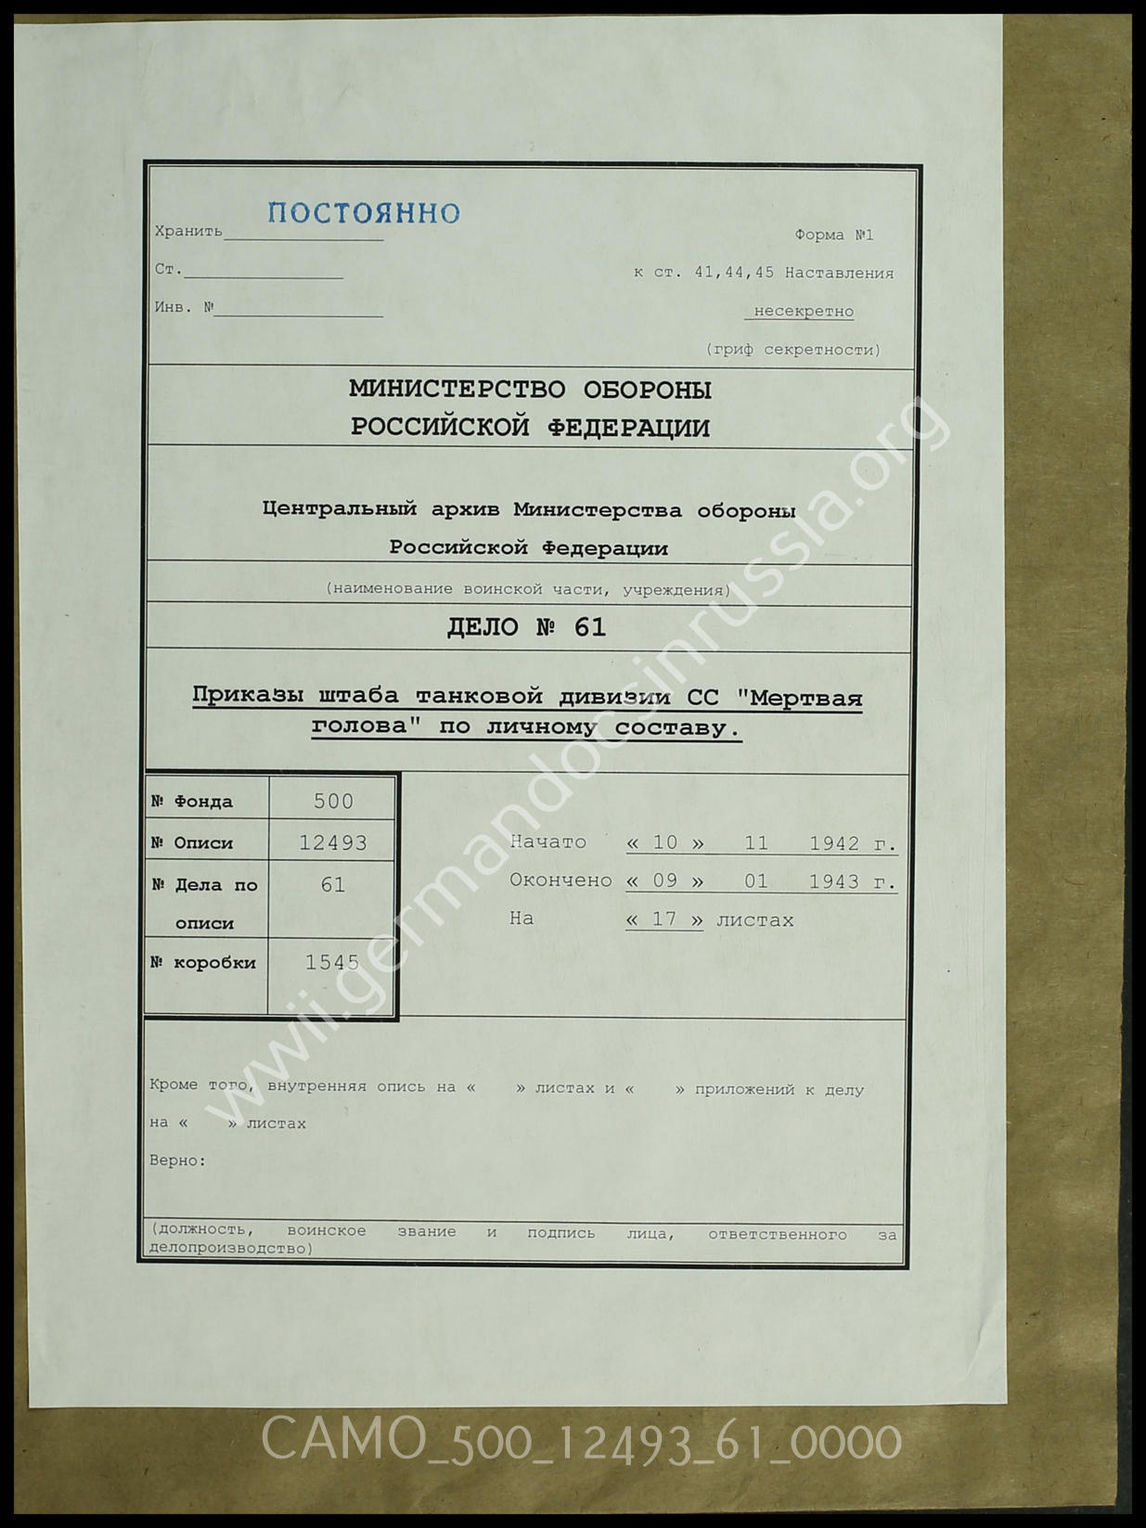 ПОСТОЯННО
Хранить
Форма №1
Ст.
к ст. 41,44,45 Наставления
Инв. №
несекретно
(гриф секретности)
МИНИСТЕРСТВО ОБОРОНЫ
РОССИЙСКОЙ ФЕДЕРАЦИИ
Центральный архив Министерства обороны
Российской Федерации
(наименование воинской части, учреждения)
ДЕЛО № 61
Приказы штаба танковой дивизии СС "Мертвая
голова" по личному составу.
№ Фонда 500
№ Описи 12493
№ Дела по 61
описи
№ коробки 1545
Начато « 10 » 11 1942 г.
Окончено « 09 » 01 1943 г.
На « 17 » листах
Кроме того, внутренняя опись на « » листах и « » приложений к делу
на « » листах
Верно:
(должность, воинское звание и подпись лица, ответственного за
делопроизводство)
wwii.germandocsinrussia.org
CAMO_500_12493_61_0000